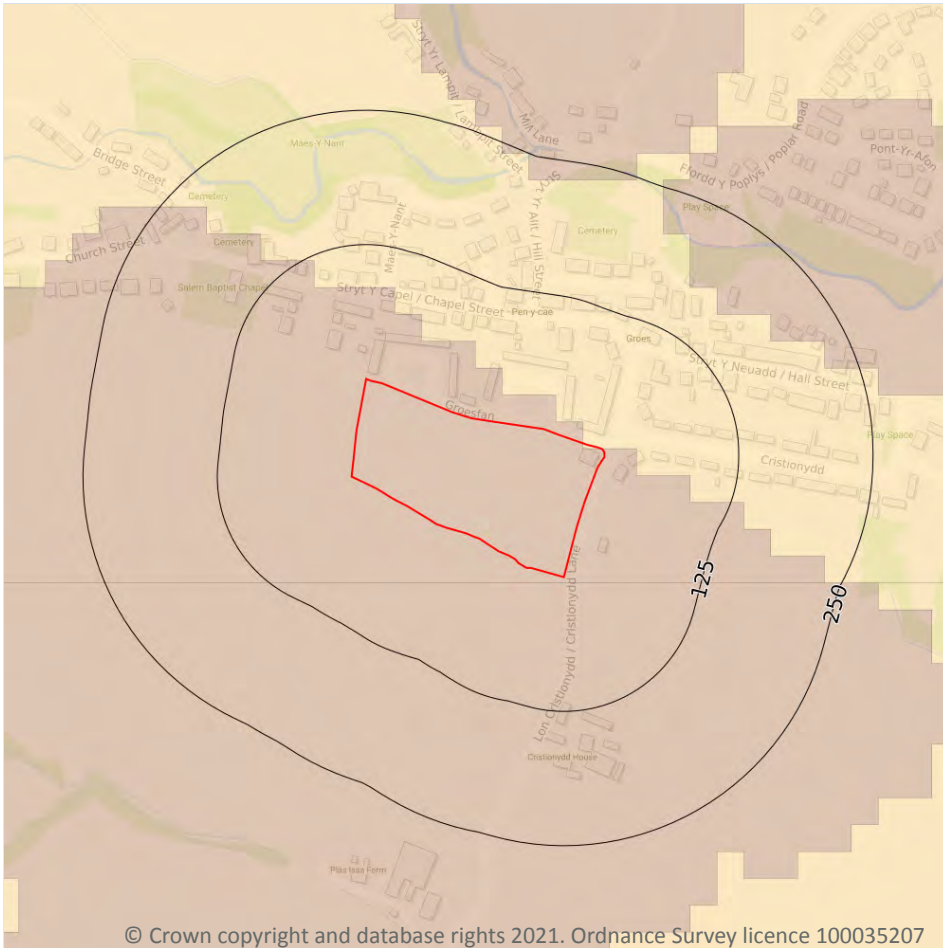 Stryt Yr Lampit / Lampit Street
Mill Lane
Maes-Y-Nant
Bridge Street
Ffordd Y Poplys / Poplar Road
Pont-Yr-Afon
Cemetery
Play Space
Stryt Yr Allt / Hill Street
Cemetery
Church Street
Cemetery
Maes-Y-Nant
Salem Baptist Chapel
Stryt Y Capel / Chapel Street
Pen-y-cae
Groes
Stryt Y Neuadd / Hall Street
Groesfan
Play Space
Cristionydd
125
250
Lon Cristionydd / Cristionydd Lane
Cristionydd House
Plas Issa Farm
© Crown copyright and database rights 2021. Ordnance Survey licence 100035207